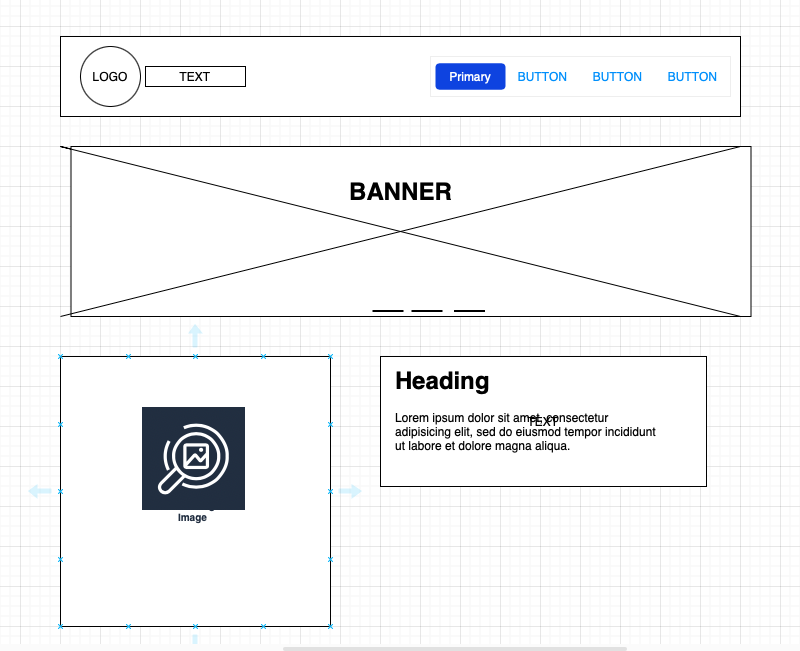 LOGO
TEXT
Primary
BUTTON
BUTTON
BUTTON
BANNER
Heading
Lorem ipsum dolor sit amet, consectetur
TEXT
adipisicing elit, sed do eiusmod tempor incididunt
ut labore et dolore magna aliqua.
Image